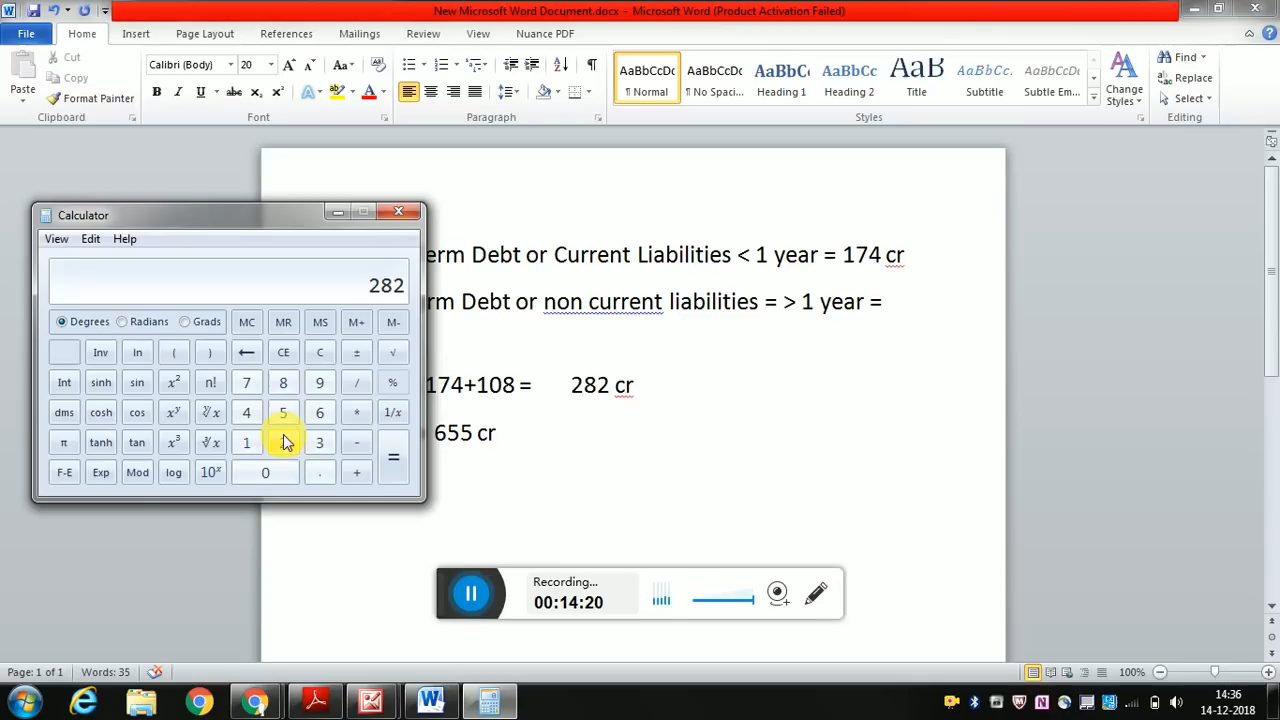 New Microsoft Word Document.docx - Microsoft Word (Product Activation Failed)
File Home Insert Page Layout References Mailings Review View Nuance PDF
Cut
Copy
Format Painter
Paste
Calibri (Body) 20
AaBbCcDc AaBbCcDc AaBbCc AaBbCc AaB AaBbCcI AaBbCcDc
¶ Normal ¶ No Spaci... Heading 1 Heading 2 Title Subtitle Subtle Em...
Change Styles
Find
Replace
Select
Clipboard Font Paragraph Styles Editing
Calculator
View Edit Help
282
Degrees Radians Grads MC MR MS M+ M-
Inv ln ( ) ← CE C ± √
Int sinh sin x² n! 7 8 9 / %
dms cosh cos xʸ ʸ√x 4 5 6 * 1/x
π tanh tan x³ ³√x 1 3 - =
F-E Exp Mod log 10ˣ 0 . +
erm Debt or Current Liabilities < 1 year = 174 cr
rm Debt or non current liabilities = > 1 year =
174+108 = 282 cr
655 cr
Recording...
00:14:20
Page: 1 of 1 Words: 35 100%
14:36
14-12-2018